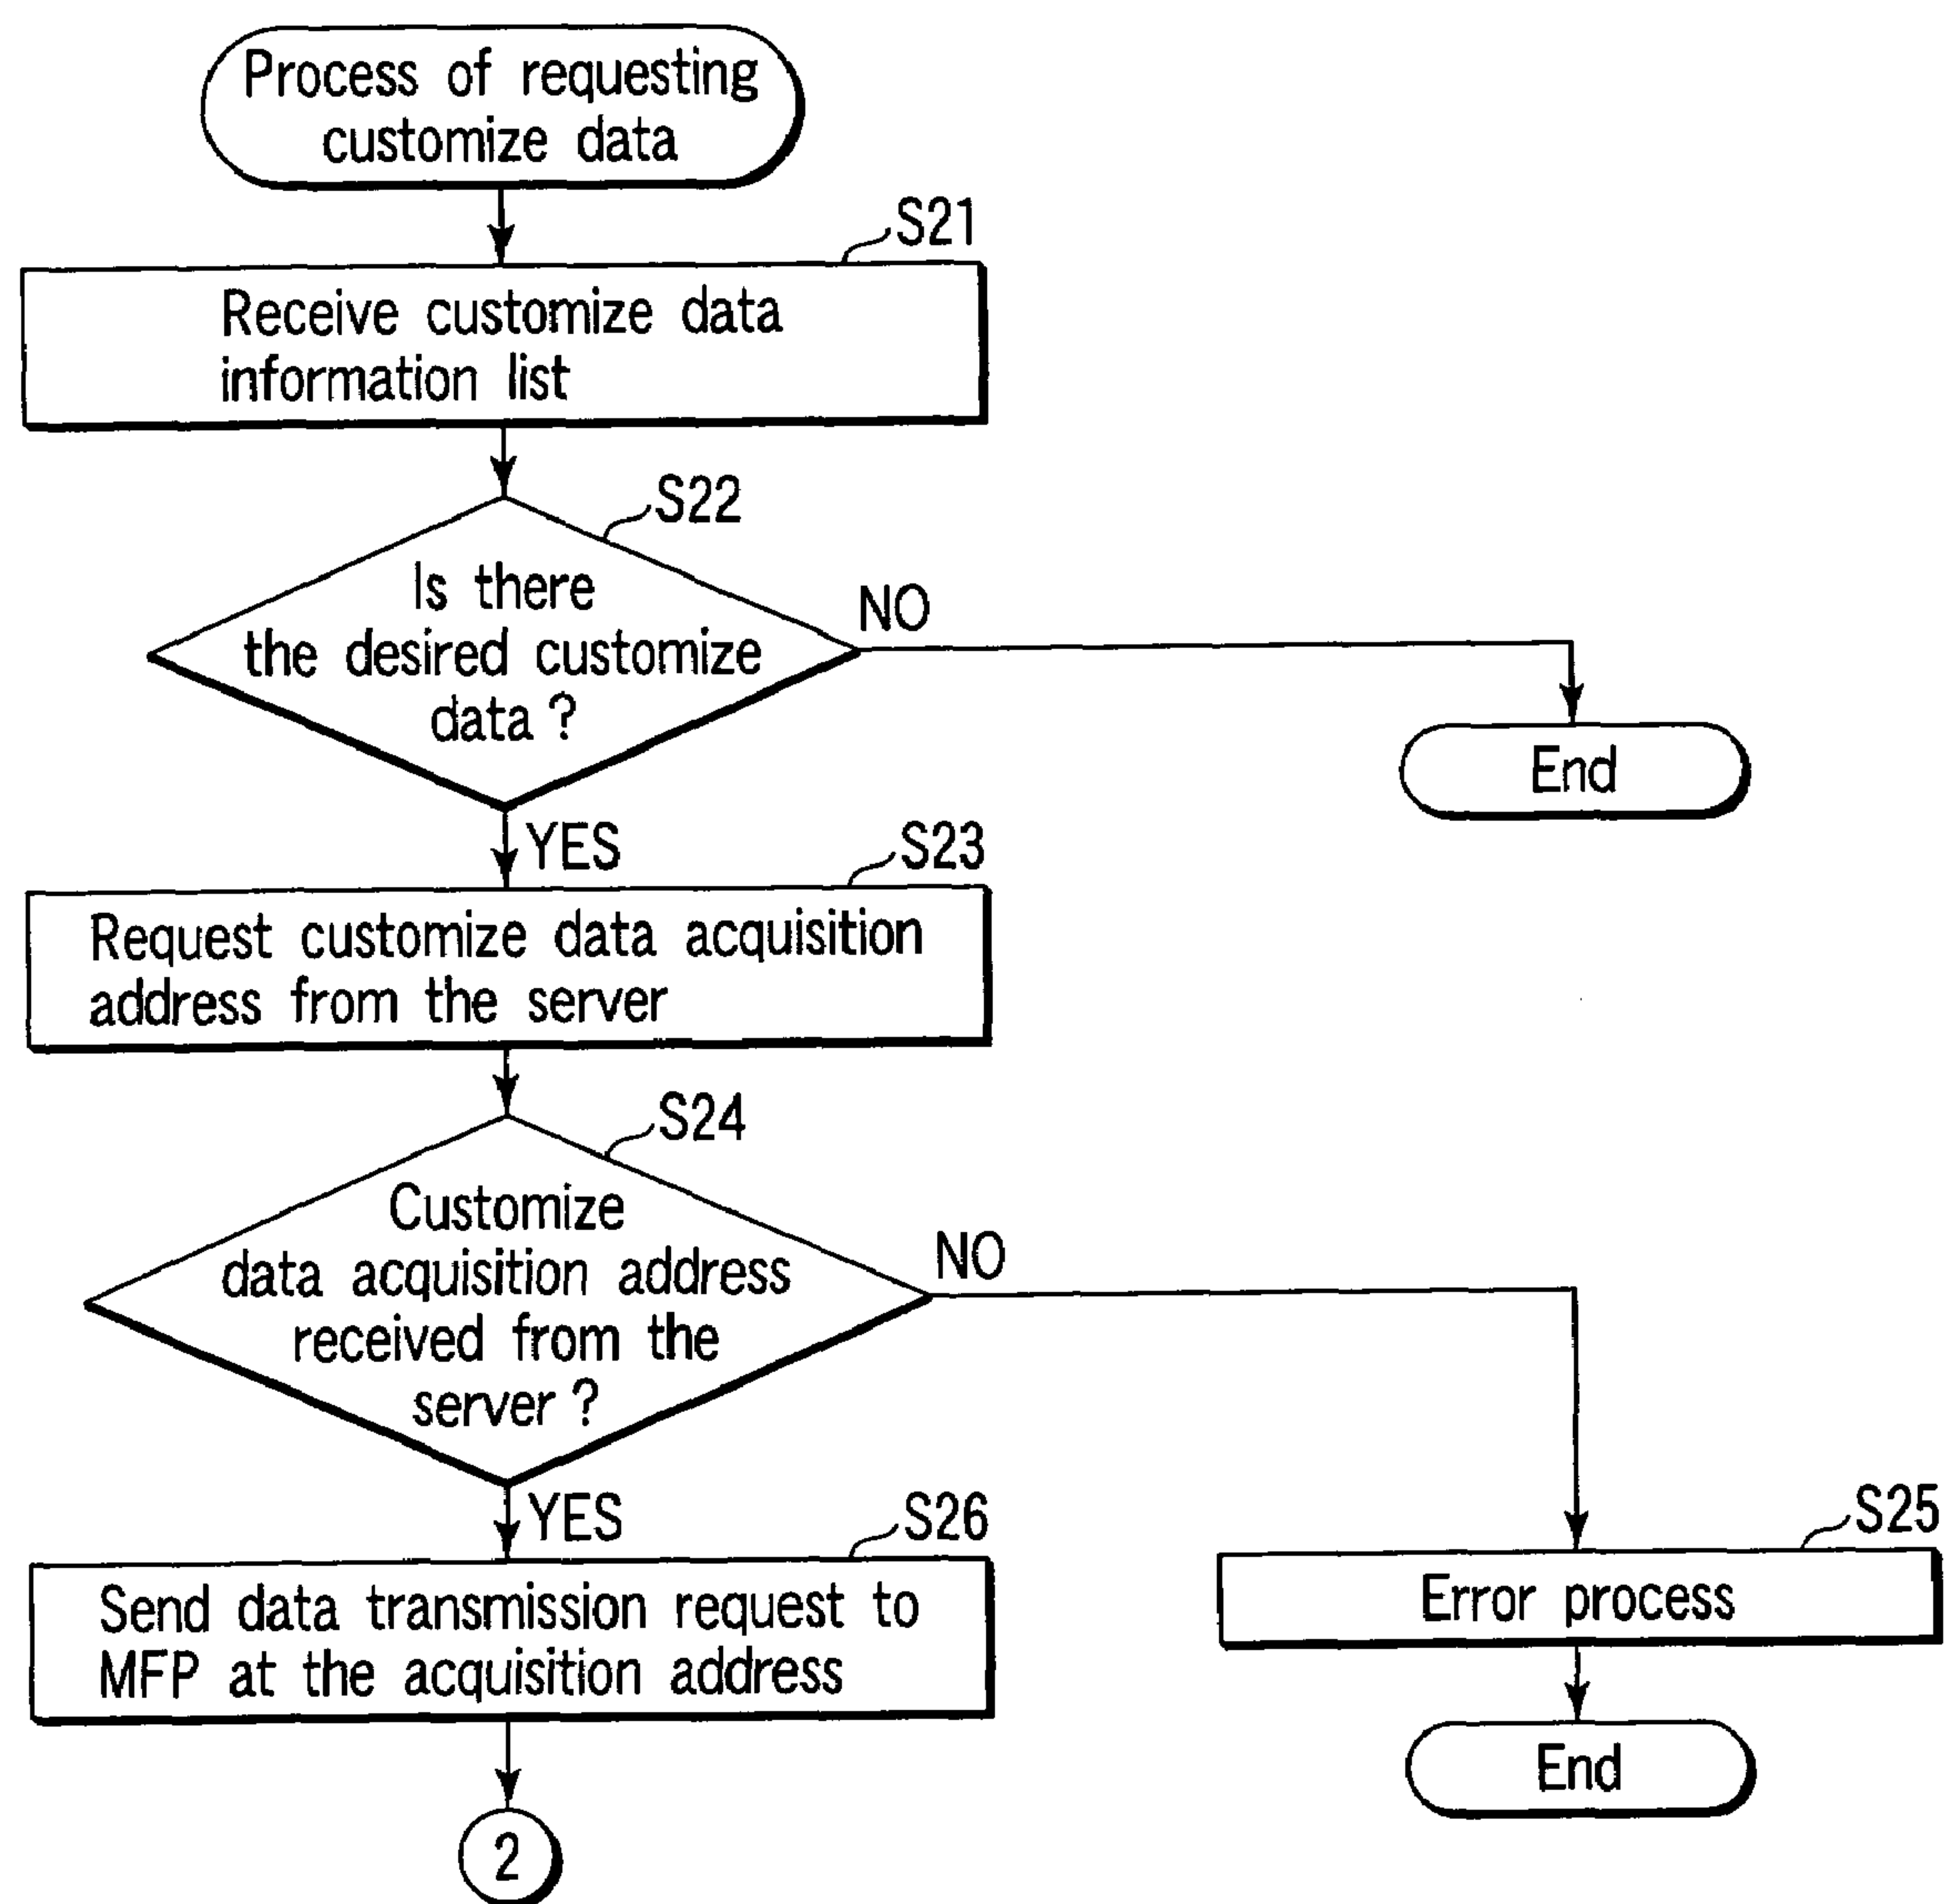 Process of requesting
customize data
S21
Receive customize data
information list
S22
Is there
the desired customize
data ?
NO
End
YES
S23
Request customize data acquisition
address from the server
S24
Customize
data acquisition address
received from the
server ?
NO
YES
S26
Send data transmission request to
MFP at the acquisition address
S25
Error process
End
2